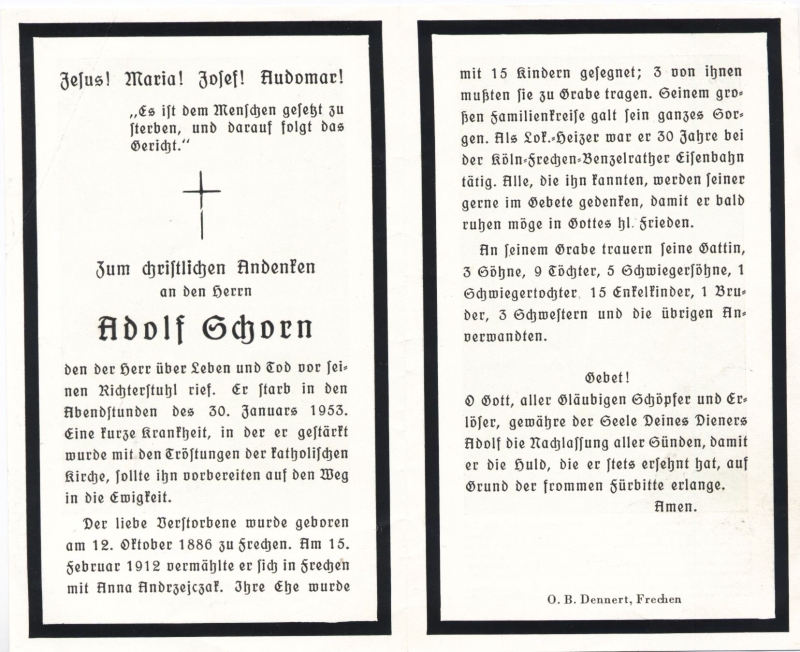 Jesus! Maria! Josef! Audomar!
„Es ist dem Menschen gesetzt zu
sterben, und darauf folgt das
Gericht.“
Zum christlichen Andenken
an den Herrn
Adolf Schorn
den der Herr über Leben und Tod vor sei-
nen Richterstuhl rief. Er starb in den
Abendstunden des 30. Januars 1953.
Eine kurze Krankheit, in der er gestärkt
wurde mit den Tröstungen der katholischen
Kirche, sollte ihn vorbereiten auf den Weg
in die Ewigkeit.
Der liebe Verstorbene wurde geboren
am 12. Oktober 1886 zu Frechen. Am 15.
Februar 1912 vermählte er sich in Frechen
mit Anna Andrzejczak. Ihre Ehe wurde
mit 15 Kindern gesegnet; 3 von ihnen
mußten sie zu Grabe tragen. Seinem gro-
ßen Familienkreise galt sein ganzes Sor-
gen. Als Lok.-Heizer war er 30 Jahre bei
der Köln-Frechen-Benzelrather Eisenbahn
tätig. Alle, die ihn kannten, werden seiner
gerne im Gebete gedenken, damit er bald
ruhen möge in Gottes hl. Frieden.
An seinem Grabe trauern seine Gattin,
3 Söhne, 9 Töchter, 5 Schwiegersöhne, 1
Schwiegertochter, 15 Enkelkinder, 1 Bru-
der, 3 Schwestern und die übrigen An-
verwandten.
Gebet!
O Gott, aller Gläubigen Schöpfer und Er-
löser, gewähre der Seele Deines Dieners
Adolf die Nachlassung aller Sünden, damit
er die Huld, die er stets ersehnt hat, auf
Grund der frommen Fürbitte erlange.
Amen.
O. B. Dennert, Frechen